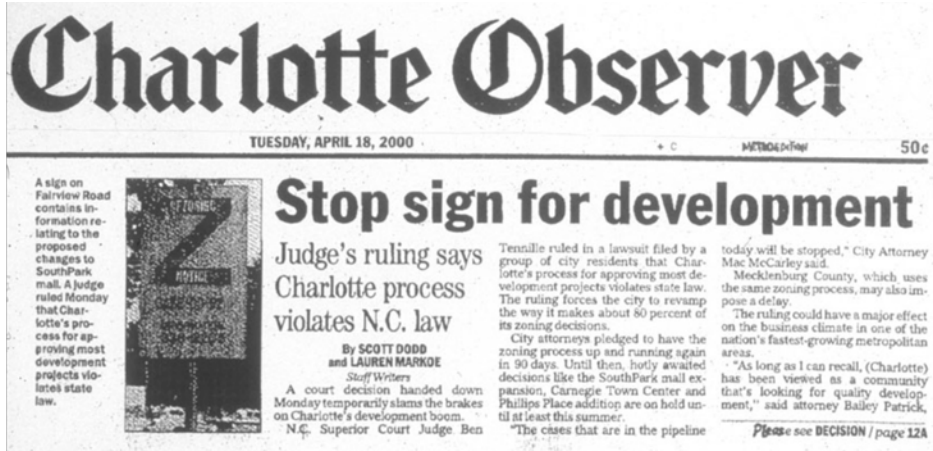 Charlotte Observer
TUESDAY, APRIL 18, 2000
50¢
A sign on
Fairview Road
contains in-
formation re-
lating to the
proposed
changes to
SouthPark
mall. A judge
ruled Monday
that Char-
lotte's pro-
cess for ap-
proving most
development
projects vio-
lates state
law.
Z
NOTICE
Stop sign for development
Judge's ruling says
Charlotte process
violates N.C. law
By SCOTT DODD
and LAUREN MARKOE
Staff Writers
A court decision handed down
Monday temporarily slams the brakes
on Charlotte's development boom.
N.C. Superior Court Judge Ben
Tennille ruled in a lawsuit filed by a
group of city residents that Char-
lotte's process for approving most de-
velopment projects violates state law.
The ruling forces the city to revamp
the way it makes about 80 percent of
its zoning decisions.
City attorneys pledged to have the
zoning process up and running again
in 90 days. Until then, hotly awaited
decisions like the SouthPark mall ex-
pansion, Carnegie Town Center and
Phillips Place addition are on hold un-
til at least this summer.
"The cases that are in the pipeline
today will be stopped," City Attorney
Mac McCarley said.
Mecklenburg County, which uses
the same zoning process, may also im-
pose a delay.
The ruling could have a major effect
on the business climate in one of the
nation's fastest-growing metropolitan
areas.
"As long as I can recall, (Charlotte)
has been viewed as a community
that's looking for quality develop-
ment," said attorney Bailey Patrick,
Please see DECISION / page 12A